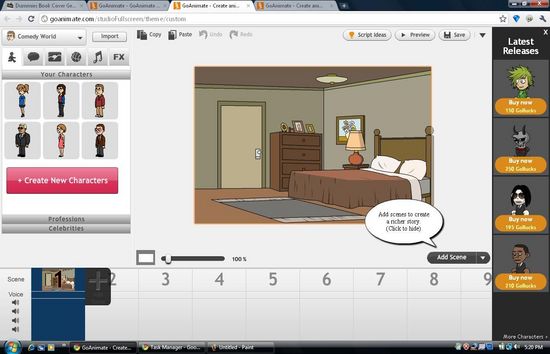 Dummies Book Cover Ge
GoAnimate - GoAnimate
GoAnimate - Create ani
GoAnimate - Create ani
goanimate.com/studiofullscreen/theme/custom
Comedy World
Import
Copy
Paste
Undo
Redo
Script Ideas
Preview
Save
X
Latest
Releases
FX
Your Characters
+ Create New Characters
Professions
Celebrities
Buy now
150 GoBucks
Buy now
250 GoBucks
Buy now
195 GoBucks
Buy now
210 GoBucks
More Characters
Add scenes to create
a richer story.
(Click to hide)
100 %
Add Scene
Scene
2 3 4 5 6 7 8 9
Voice
GoAnimate - Create...
Task Manager - Goo...
Untitled - Paint
5:20 PM